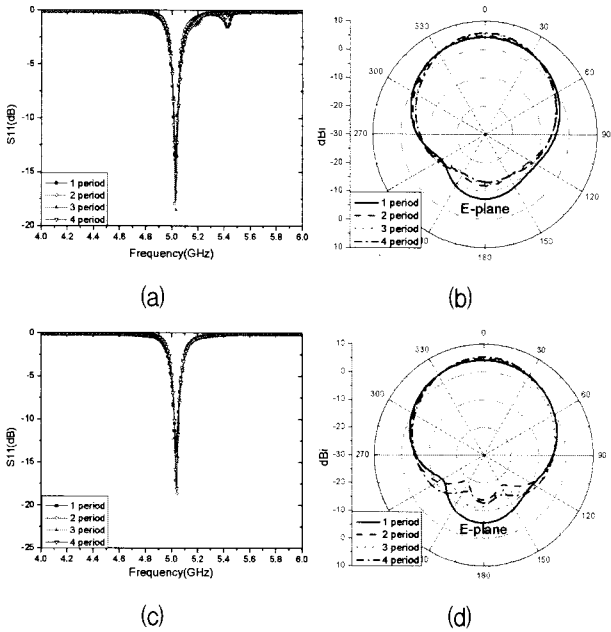 0
-5
-10
-15
-20
S11(dB)
1 period
2 period
3 period
4 period
4.0 4.2 4.4 4.6 4.8 5.0 5.2 5.4 5.6 5.8 6.0
Frequency(GHz)
(a)
10
0
-10
-20
-30
-20
-10
0
10
dBi
0
30
60
90
120
150
180
270
300
330
1 period
2 period
3 period
4 period
E-plane
(b)
0
-5
-10
-15
-20
-25
S11(dB)
1 period
2 period
3 period
4 period
4.0 4.2 4.4 4.6 4.8 5.0 5.2 5.4 5.6 5.8 6.0
Frequency(GHz)
(c)
10
0
-10
-20
-30
-20
-10
0
10
dBi
0
30
60
90
120
150
180
270
300
330
1 period
2 period
3 period
4 period
E-plane
(d)